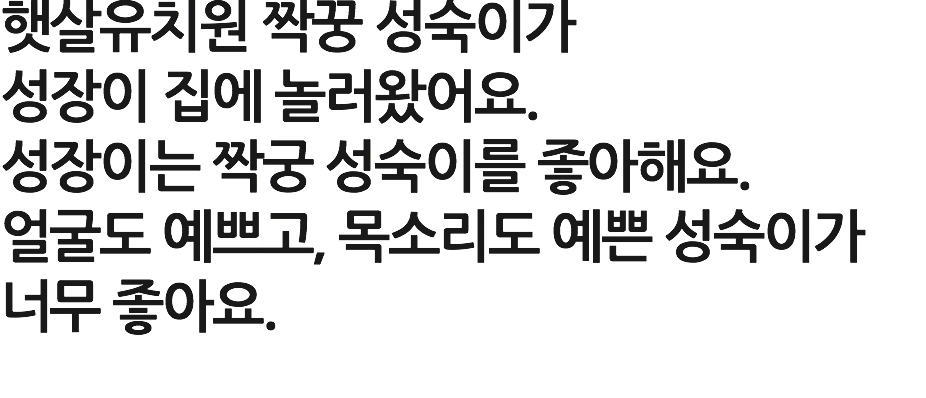 햇살유치원 짝꿍 성숙이가
성장이 집에 놀러왔어요.
성장이는 짝궁 성숙이를 좋아해요.
얼굴도 예쁘고, 목소리도 예쁜 성숙이가
너무 좋아요.